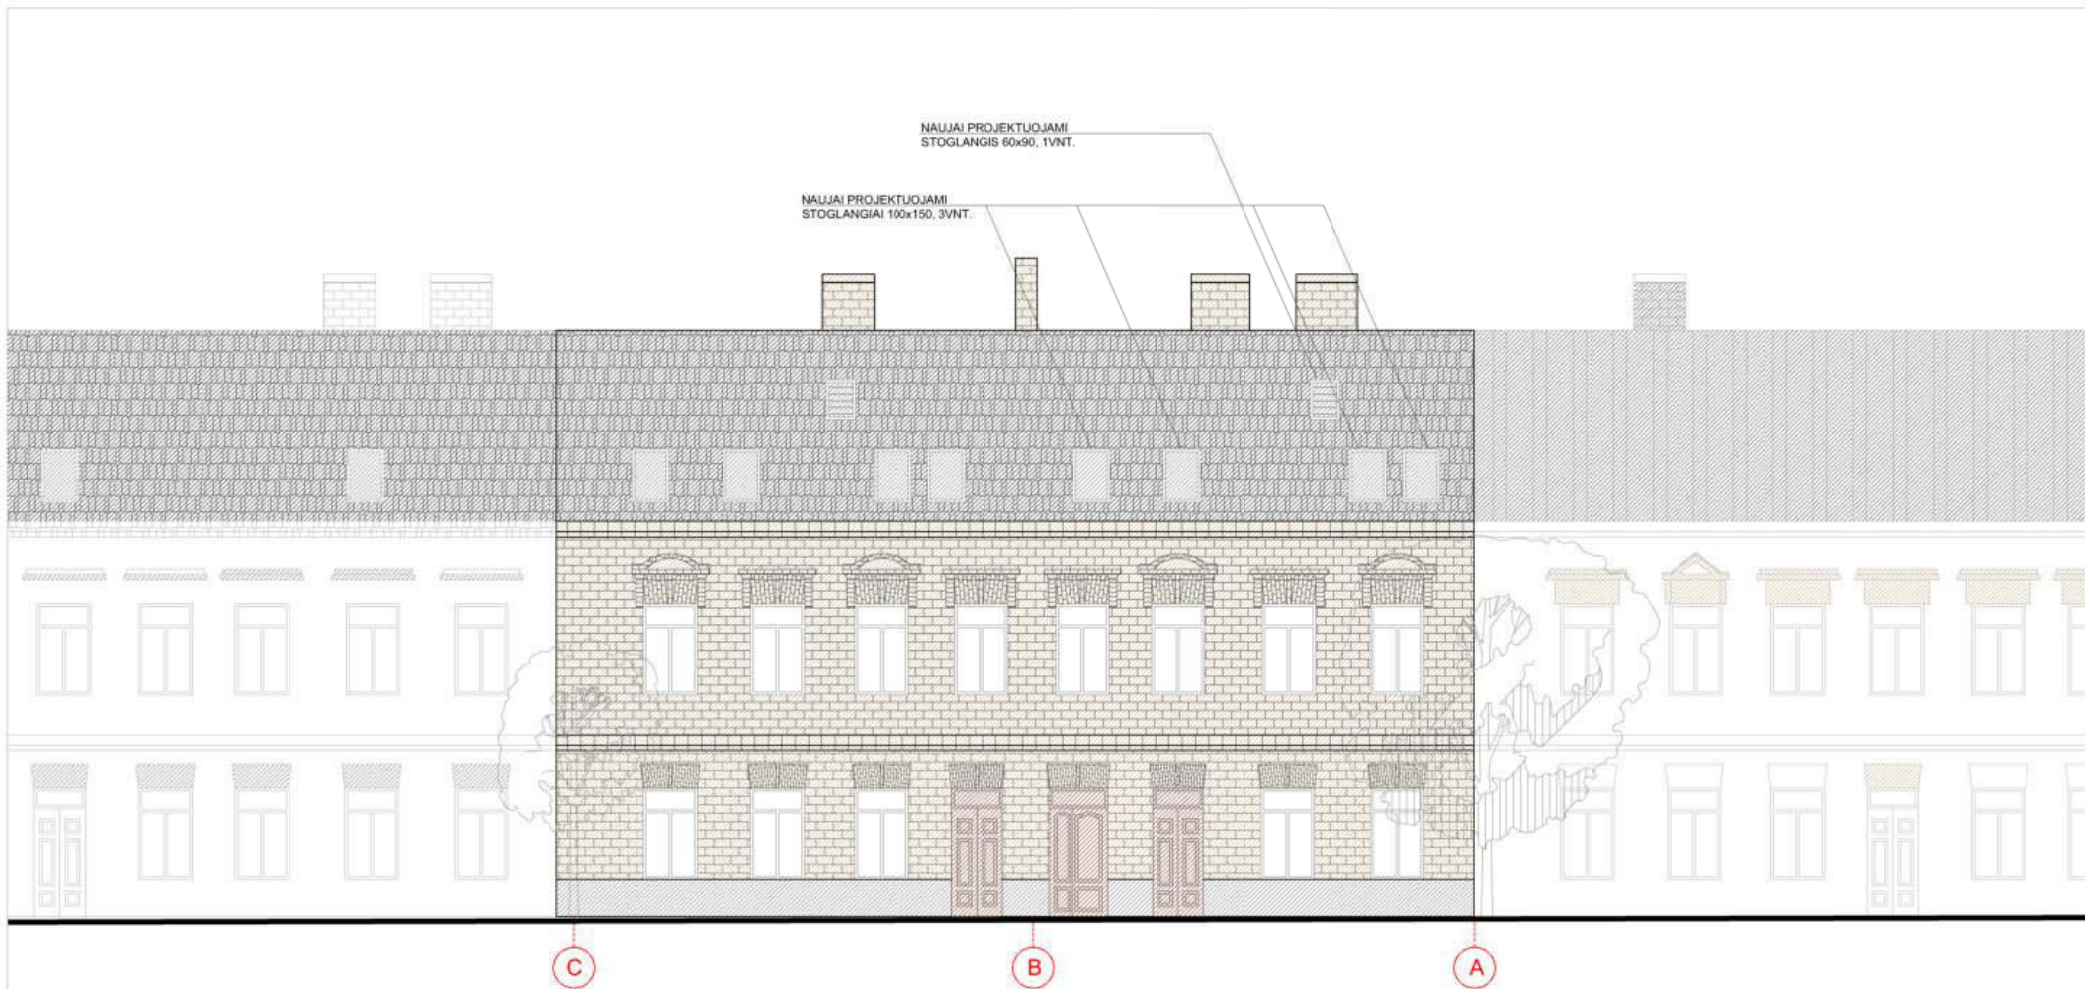 NAUJAI PROJEKTUOJAMI
STOGLANGIS 60x90, 1VNT.
NAUJAI PROJEKTUOJAMI
STOGLANGIAI 100x150, 3VNT.
C
B
A